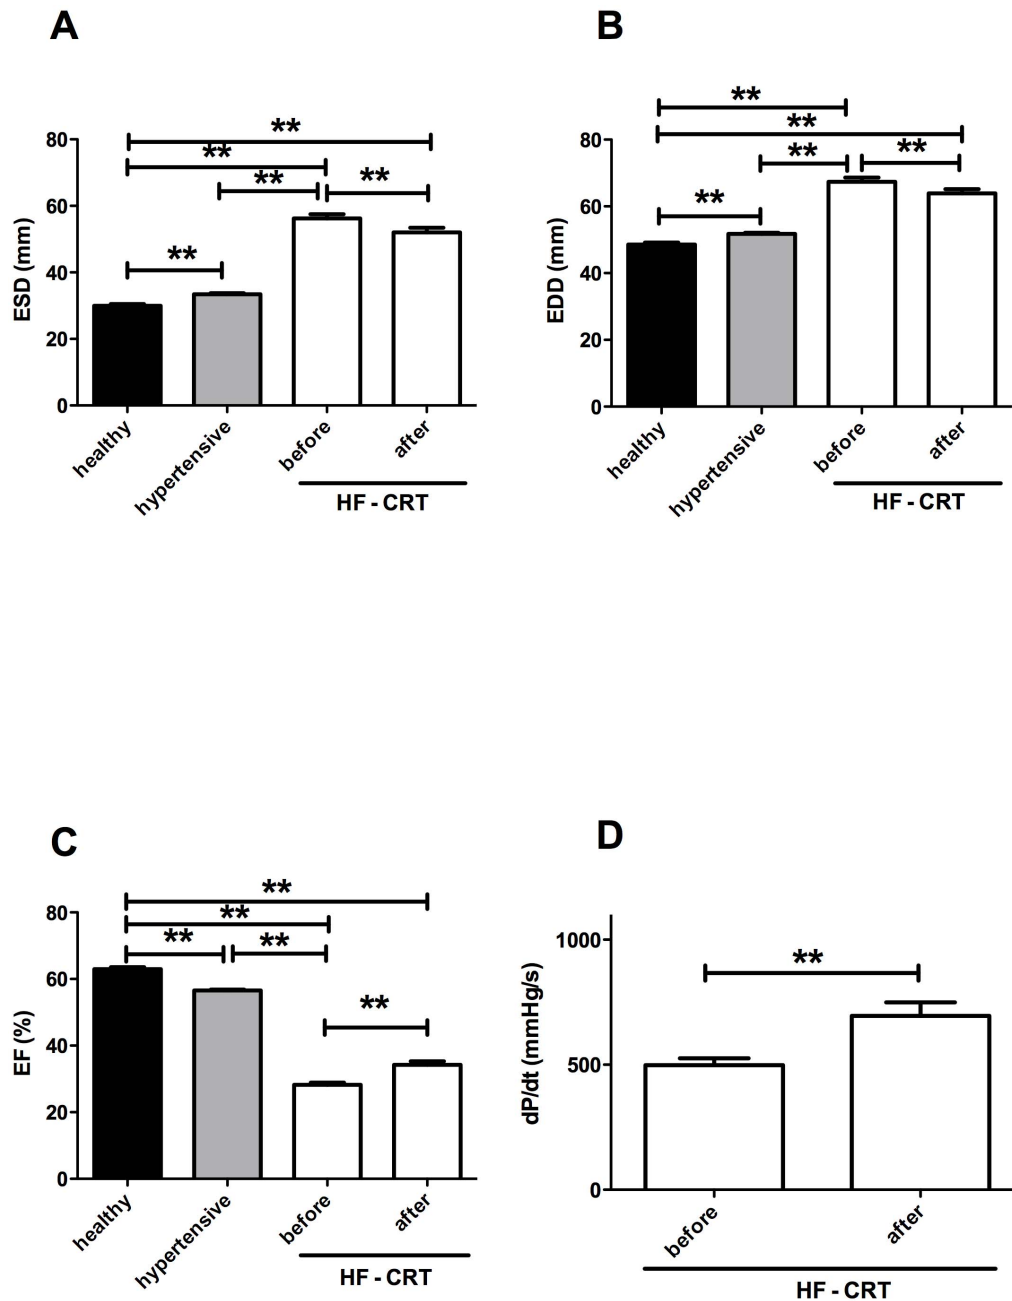 A
**
**
**
**
**
80
60
40
20
0
ESD (mm)
healthy
hypertensive
before
after
HF - CRT
B
**
**
**
**
**
80
60
40
20
0
EDD (mm)
healthy
hypertensive
before
after
HF - CRT
C
**
**
**
**
**
80
60
40
20
0
EF (%)
healthy
hypertensive
before
after
HF - CRT
D
**
1000
500
0
dP/dt (mmHg/s)
before
after
HF - CRT